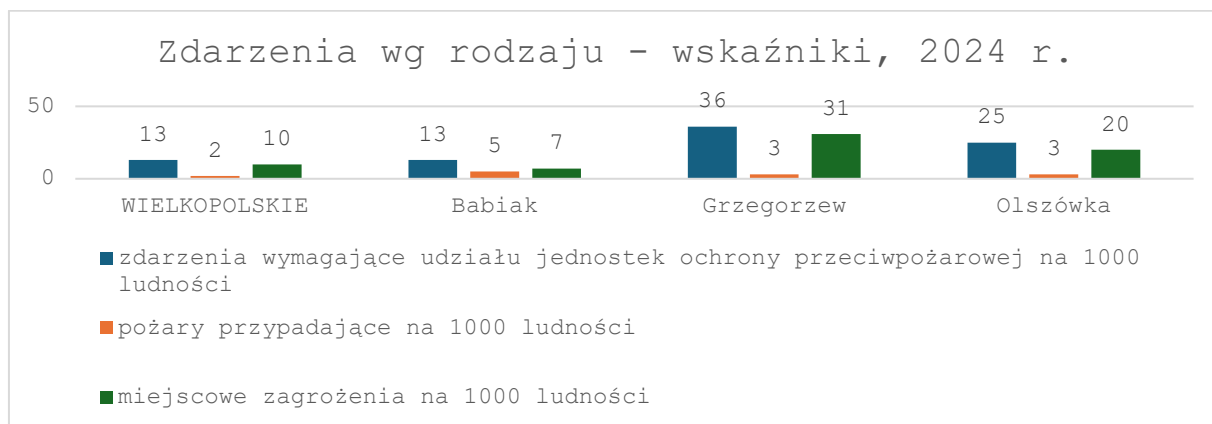 Zdarzenia wg rodzaju - wskaźniki, 2024 r.
50
0
13 2 10 13 5 7 36 3 31 25 3 20
WIELKOPOLSKIE Babiak Grzegorzew Olszówka
zdarzenia wymagające udziału jednostek ochrony przeciwpożarowej na 1000
ludności
pożary przypadające na 1000 ludności
miejscowe zagrożenia na 1000 ludności